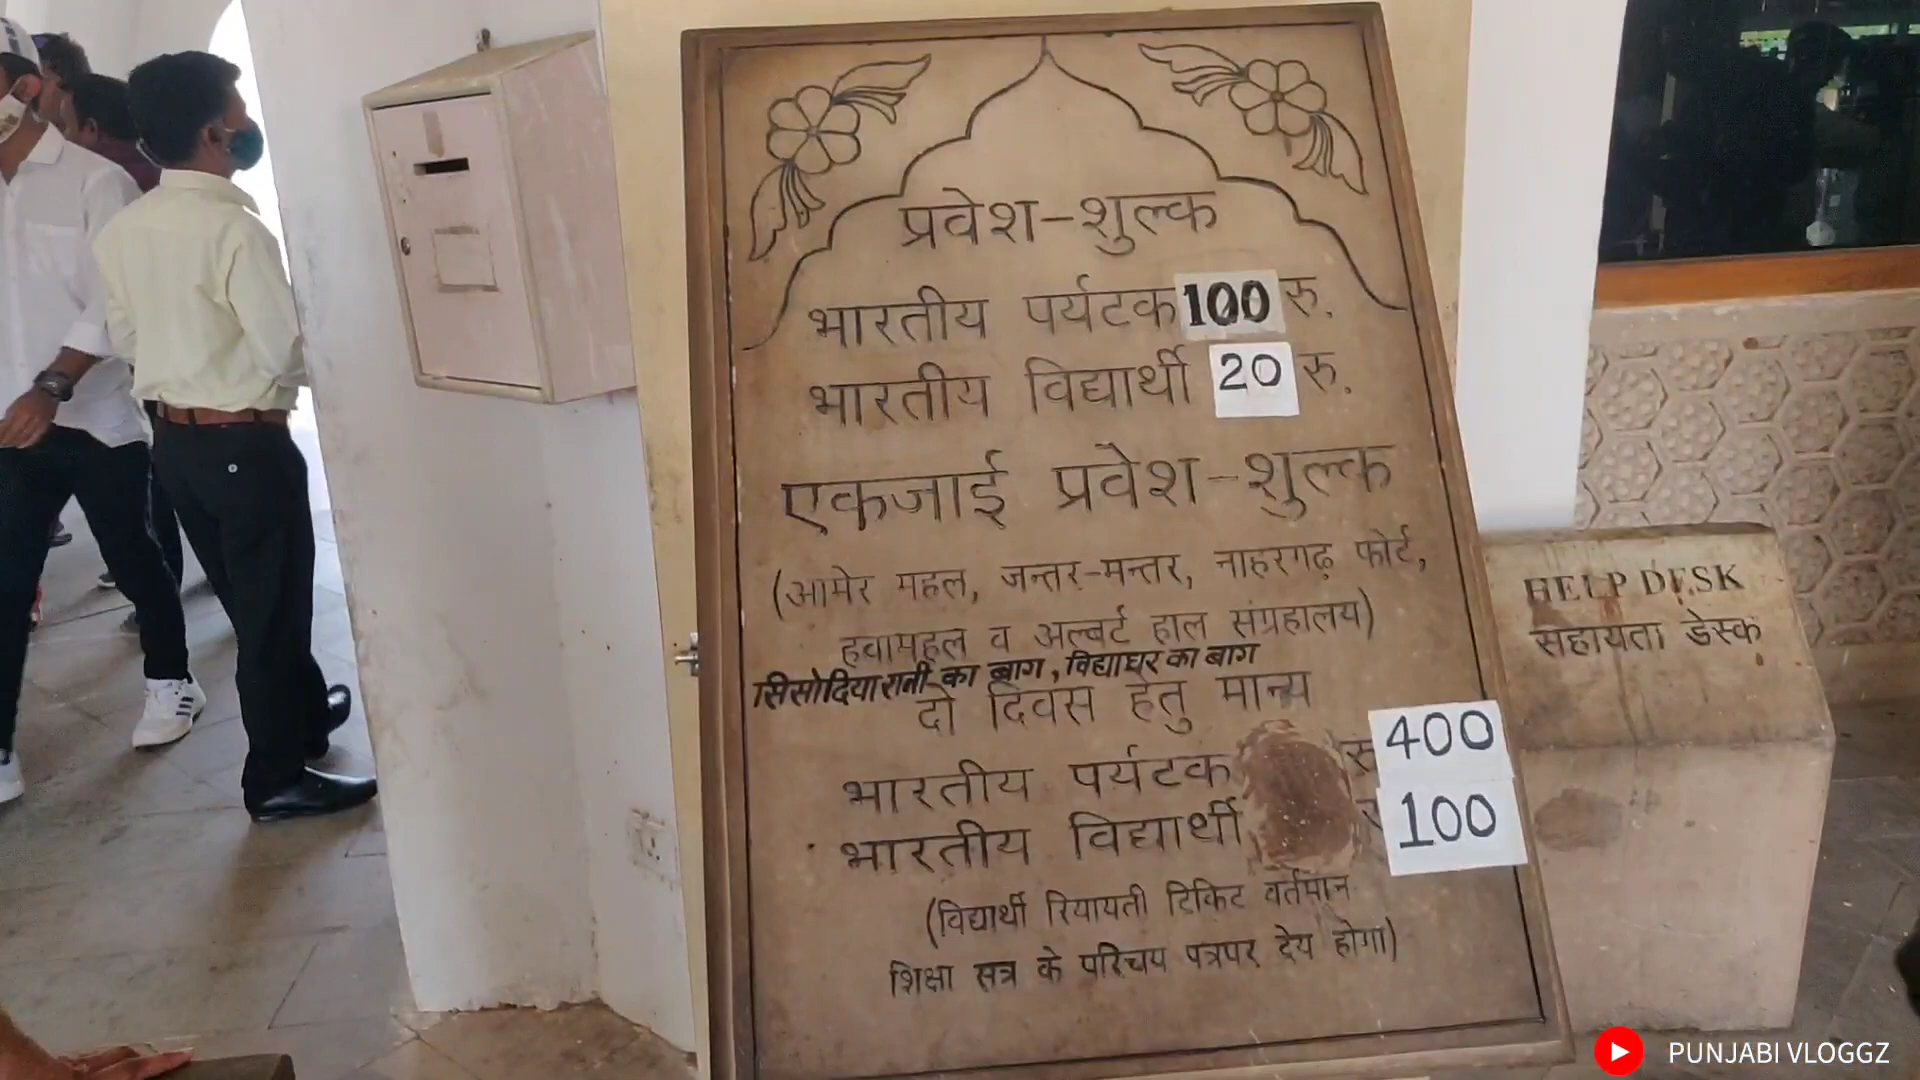 प्रवेश-शुल्क
भारतीय पर्यटक 100 रु.
भारतीय विद्यार्थी 20 रु.
एकजाई प्रवेश-शुल्क
(आमेर महल, जन्तर-मन्तर, नाहरगढ़ फोर्ट,
हवामहल व अल्बर्ट हाल संग्रहालय)
सिसोदिया रानी का बाग, विद्याधर का बाग
दो दिवस हेतु मान्य
भारतीय पर्यटक रु 400
भारतीय विद्यार्थी रु 100
(विद्यार्थी रियायती टिकिट वर्तमान
शिक्षा सत्र के परिचय पत्रपर देय होगा)
HELP DESK
सहायता डेस्क
PUNJABI VLOGGZ